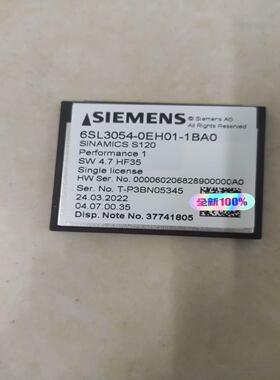 SIEMENS
© Siemens AG
All Rights Reserved
6SL3054-0EH01-1BA0
SINAMICS S120
Performance 1
SW 4.7 HF35
Single license
HW Ser. No. 000060206828900000A0
Ser. No. T-P3BN05345
24.03.2022
04.07.00.35
全新100%
Disp. Note No. 37741805